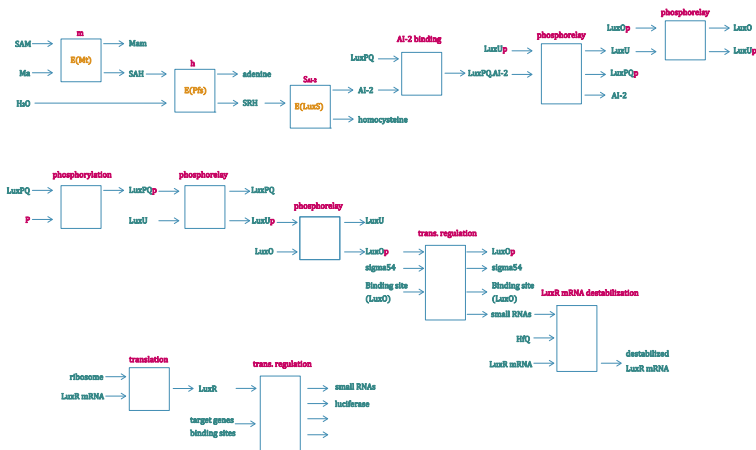 m
SAM
Mam
E(Mt)
Ma
SAH
H₂O
h
adenine
E(Pfs)
SRH
S_AI-2
E(LuxS)
AI-2
homocysteine
AI-2 binding
LuxPQ
LuxPQ.AI-2
phosphorelay
LuxUp
LuxU
LuxPQp
AI-2
phosphorelay
LuxOp
LuxO
LuxUp
phosphorylation
LuxPQ
LuxPQp
P
phosphorelay
LuxPQ
LuxU
LuxUp
phosphorelay
LuxU
LuxO
LuxOp
trans. regulation
LuxOp
sigma54
sigma54
Binding site
(LuxO)
Binding site
(LuxO)
small RNAs
LuxR mRNA destabilization
HfQ
LuxR mRNA
destabilized
LuxR mRNA
translation
ribosome
LuxR
LuxR mRNA
trans. regulation
small RNAs
luciferase
target genes
binding sites